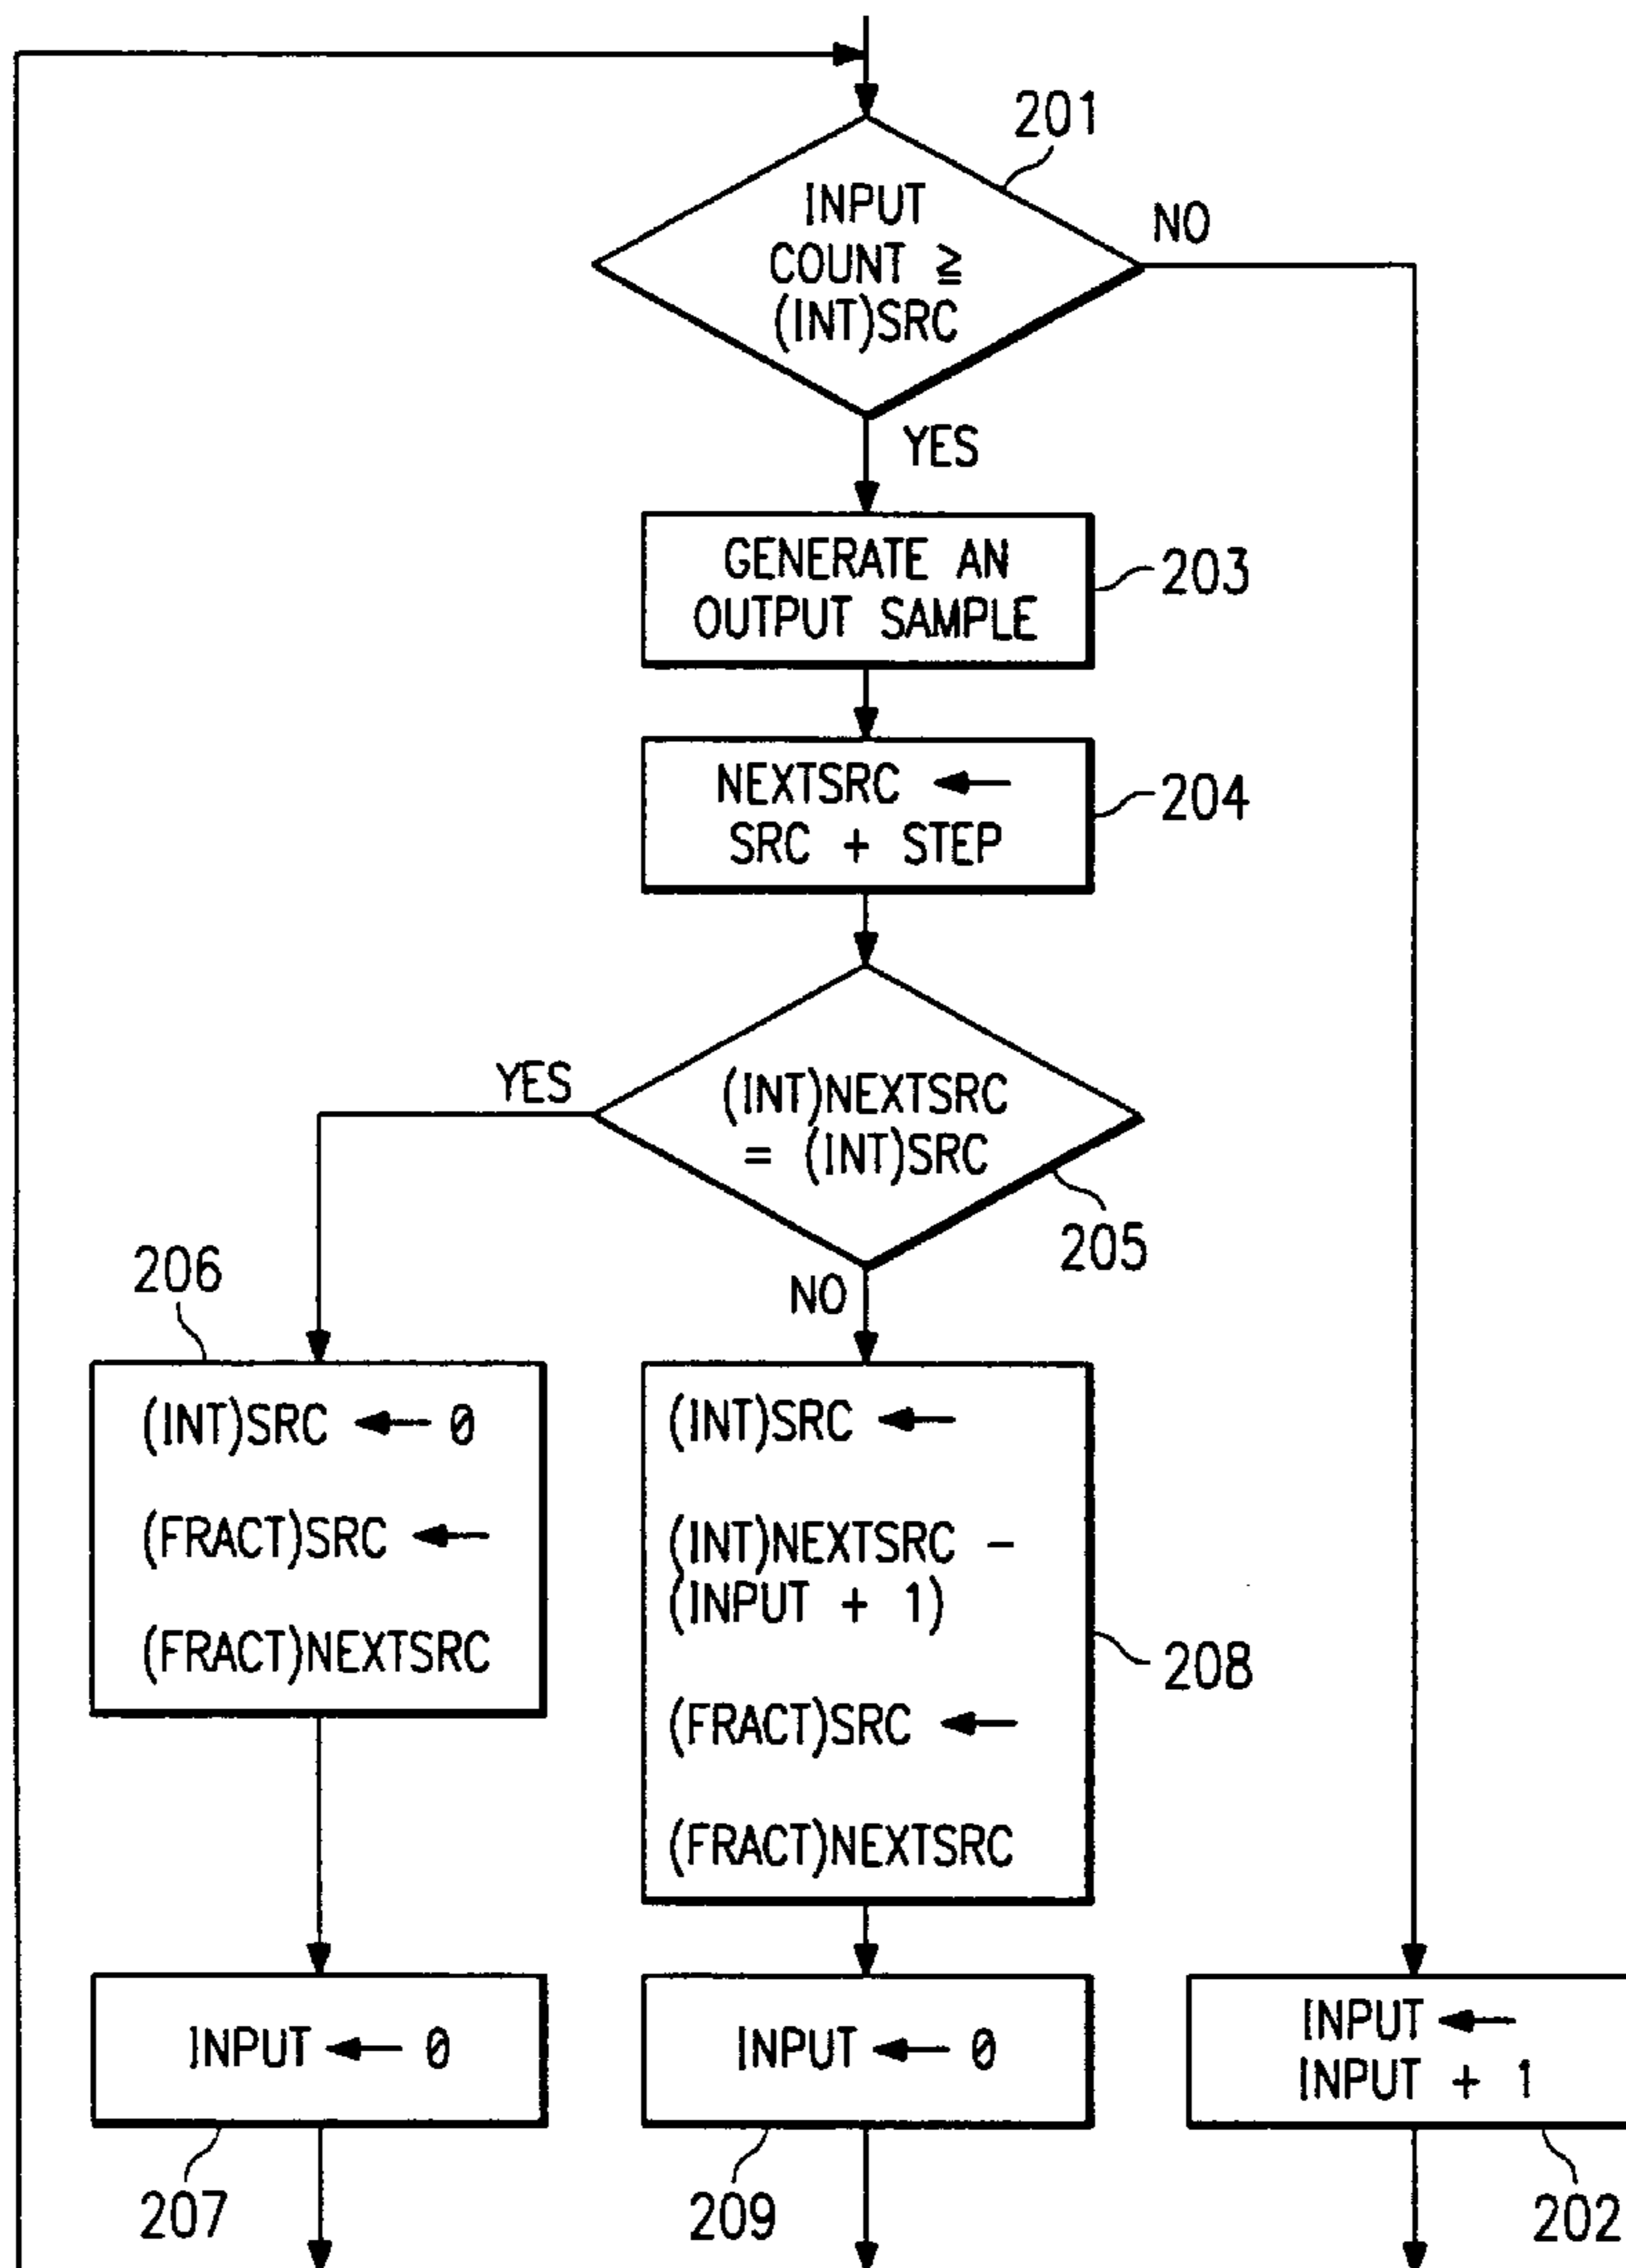 201
INPUT
COUNT ≥
(INT)SRC
NO
YES
GENERATE AN
OUTPUT SAMPLE
203
NEXTSRC ←
SRC + STEP
204
YES
(INT)NEXTSRC
= (INT)SRC
205
NO
206
(INT)SRC ← 0
(FRACT)SRC ←
(FRACT)NEXTSRC
(INT)SRC ←
(INT)NEXTSRC −
(INPUT + 1)
(FRACT)SRC ←
(FRACT)NEXTSRC
208
INPUT ← 0
207
INPUT ← 0
209
INPUT ←
INPUT + 1
202